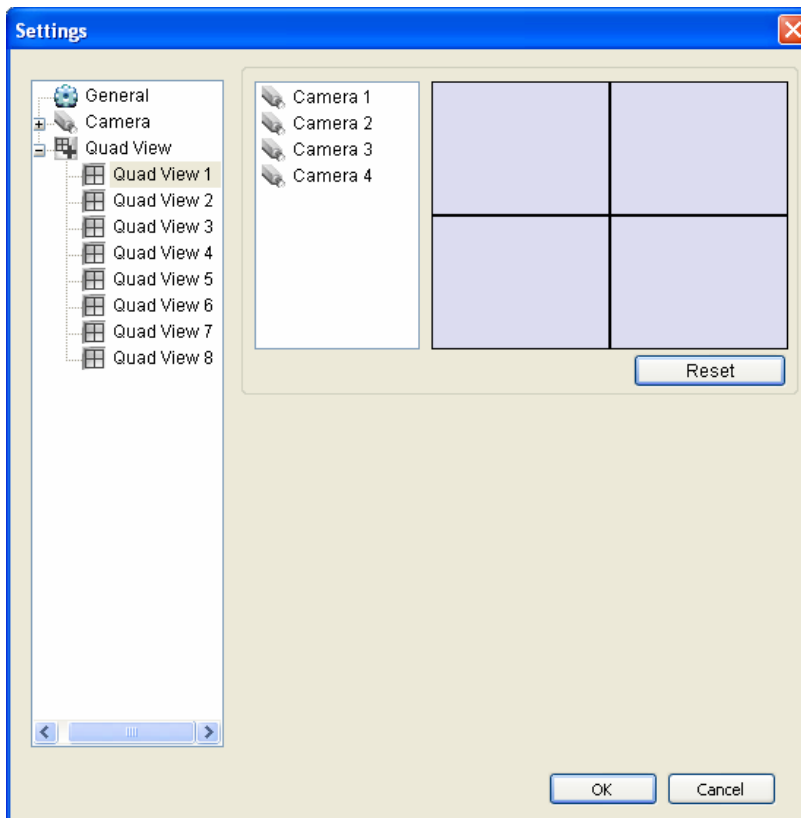 Settings
General
Camera
Quad View
Quad View 1
Quad View 2
Quad View 3
Quad View 4
Quad View 5
Quad View 6
Quad View 7
Quad View 8
Camera 1
Camera 2
Camera 3
Camera 4
Reset
OK
Cancel